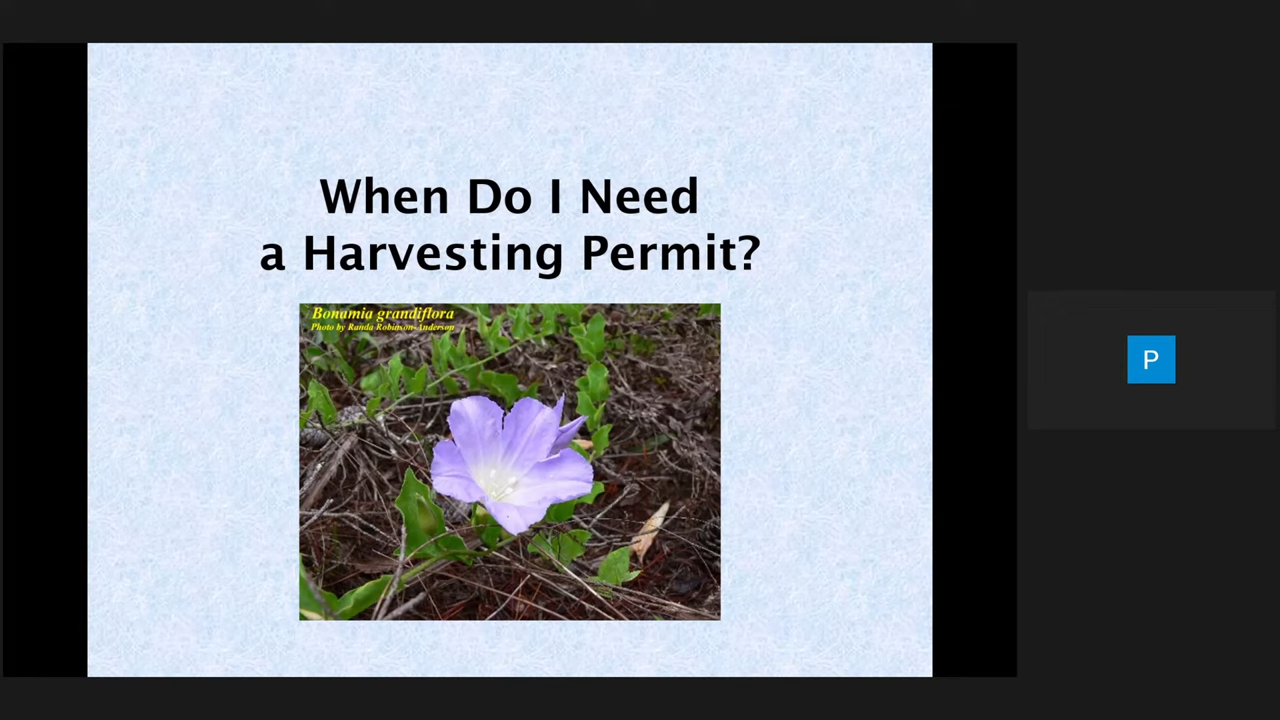 When Do I Need
a Harvesting Permit?
Bonamia grandiflora
Photo by Randa Robinson-Anderson
P